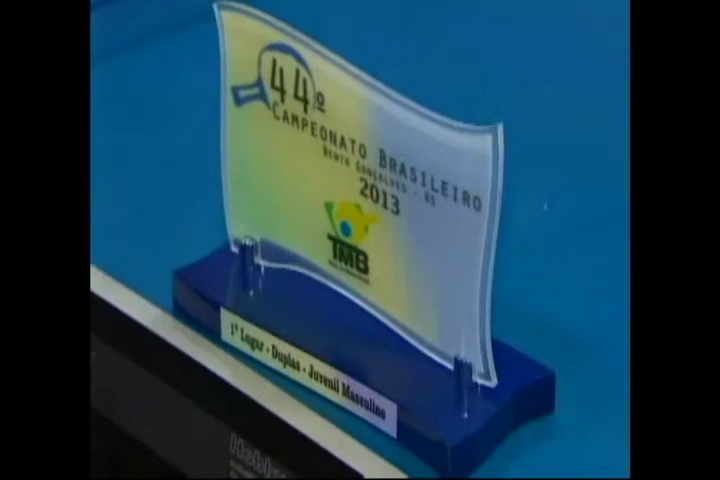 44º
CAMPEONATO BRASILEIRO
BENTO GONÇALVES - RS
2013
TMB
1º Lugar - Duplas - Juvenil Masculino